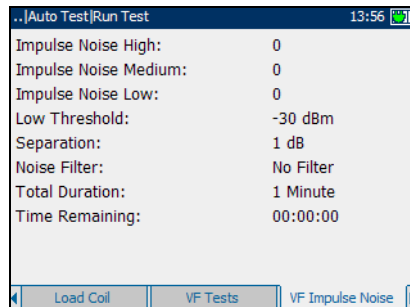 ..|Auto Test|Run Test 13:56
Impulse Noise High: 0
Impulse Noise Medium: 0
Impulse Noise Low: 0
Low Threshold: -30 dBm
Separation: 1 dB
Noise Filter: No Filter
Total Duration: 1 Minute
Time Remaining: 00:00:00
Load Coil VF Tests VF Impulse Noise